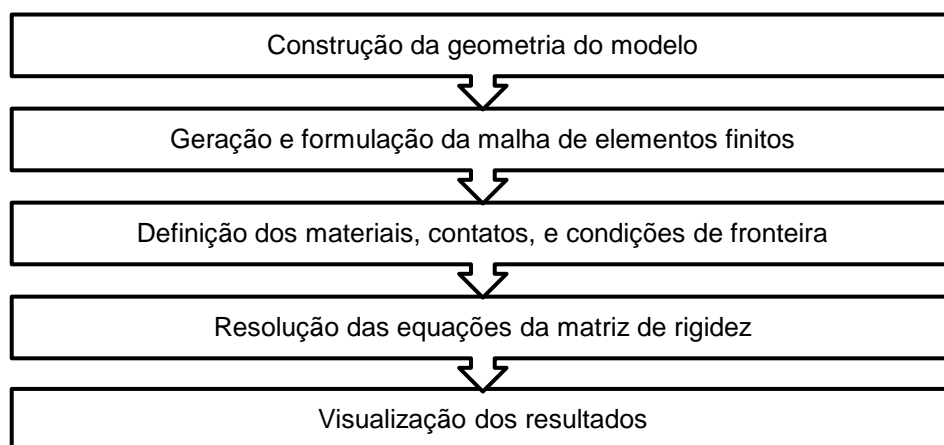 Construção da geometria do modelo
Geração e formulação da malha de elementos finitos
Definição dos materiais, contatos, e condições de fronteira
Resolução das equações da matriz de rigidez
Visualização dos resultados